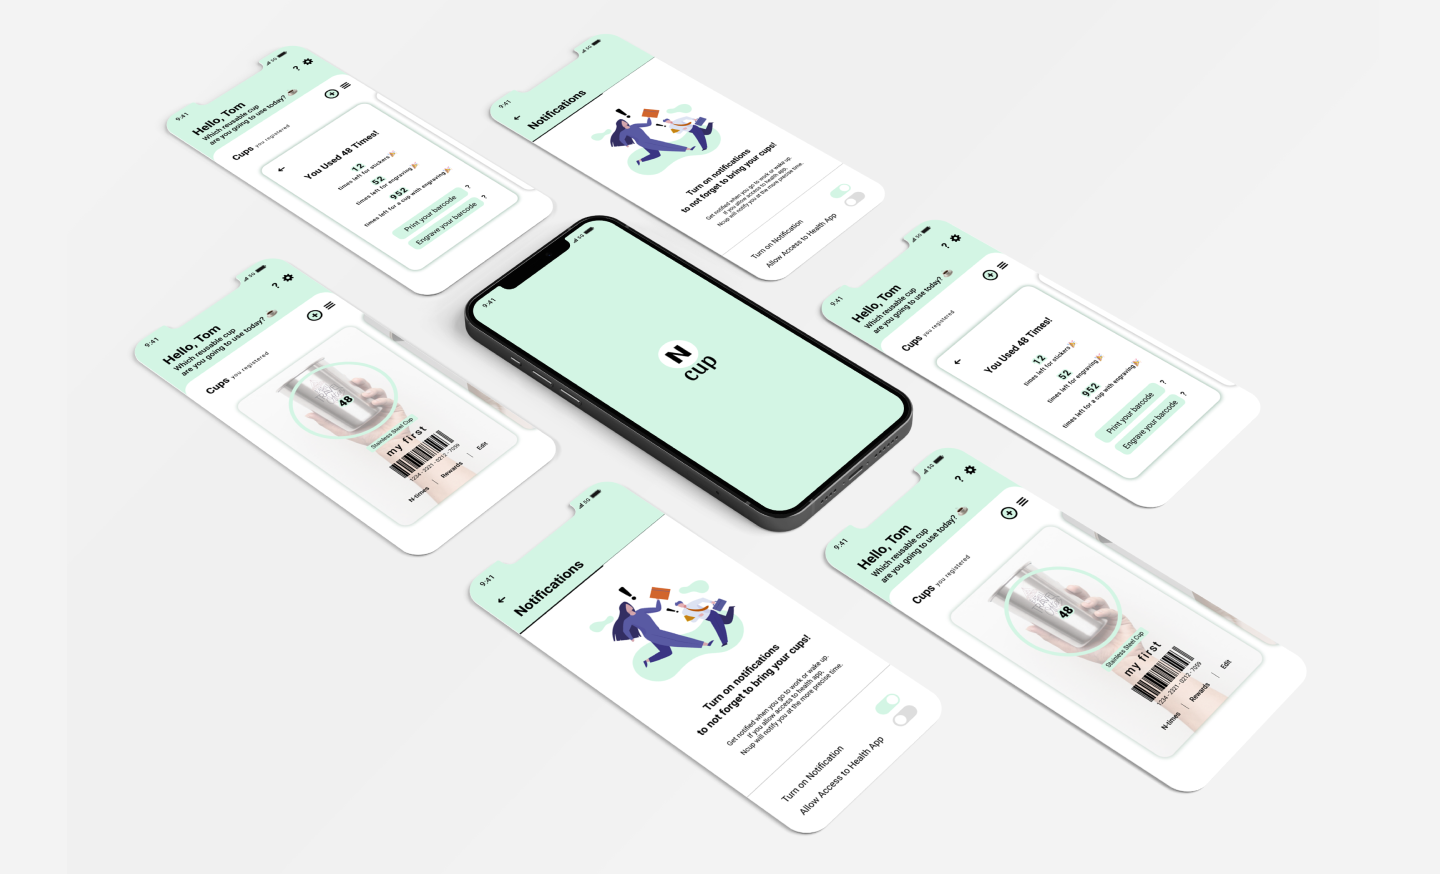 9:41
5G
?
Hello, Tom
Which reusable cup
are you going to use today?
Cups you registered
You Used 48 Times!
12
times left for stickers
52
times left for engraving
952
times left for a cup with engraving
Print your barcode ?
Engrave your barcode ?
9:41
5G
Notifications
!
Turn on notifications
to not forget to bring your cups!
Get notified when you go to work or wake up.
If you allow access to health app,
Ncup will notify you at the more precise time.
Turn on Notification
Allow Access to Health App
9:41
5G
?
Hello, Tom
Which reusable cup
are you going to use today?
Cups you registered
48
Stainless Steel Cup
my first
1234 - 2321 - 0212 - 7009
N-times | Rewards | Edit
9:41
5G
N
cup
9:41
5G
?
Hello, Tom
Which reusable cup
are you going to use today?
Cups you registered
You Used 48 Times!
12
times left for stickers
52
times left for engraving
952
times left for a cup with engraving
Print your barcode ?
Engrave your barcode ?
9:41
5G
Notifications
!
Turn on notifications
to not forget to bring your cups!
Get notified when you go to work or wake up.
If you allow access to health app,
Ncup will notify you at the more precise time.
Turn on Notification
Allow Access to Health App
9:41
5G
?
Hello, Tom
Which reusable cup
are you going to use today?
Cups you registered
48
Stainless Steel Cup
my first
1234 - 2321 - 0212 - 7009
N-times | Rewards | Edit